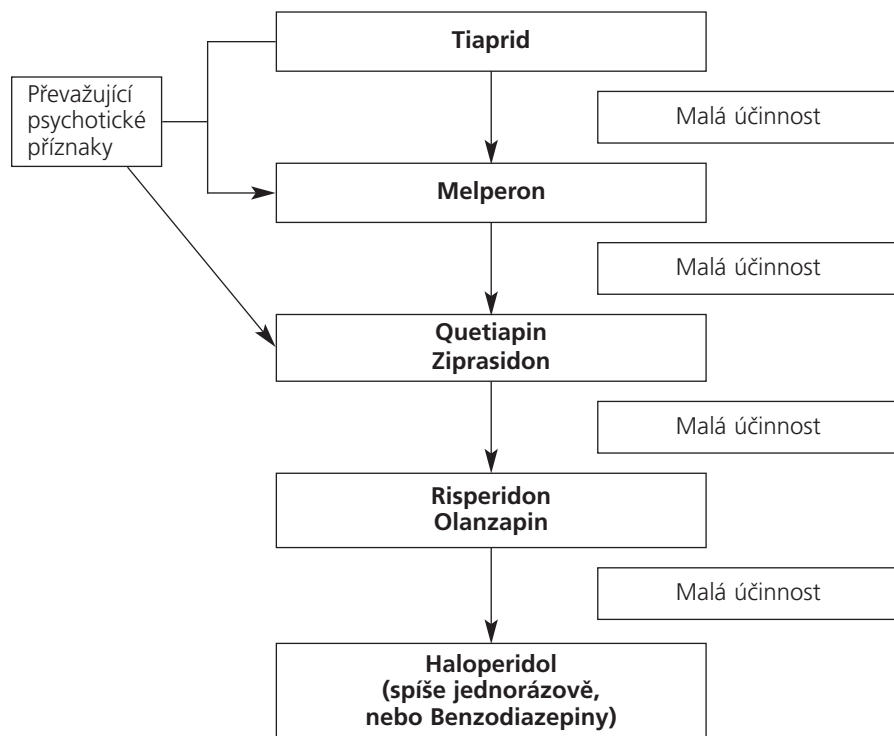 Tiaprid
Převažující
psychotické
příznaky
Malá účinnost
Melperon
Malá účinnost
Quetiapin
Ziprasidon
Malá účinnost
Risperidon
Olanzapin
Malá účinnost
Haloperidol
(spíše jednorázově,
nebo Benzodiazepiny)